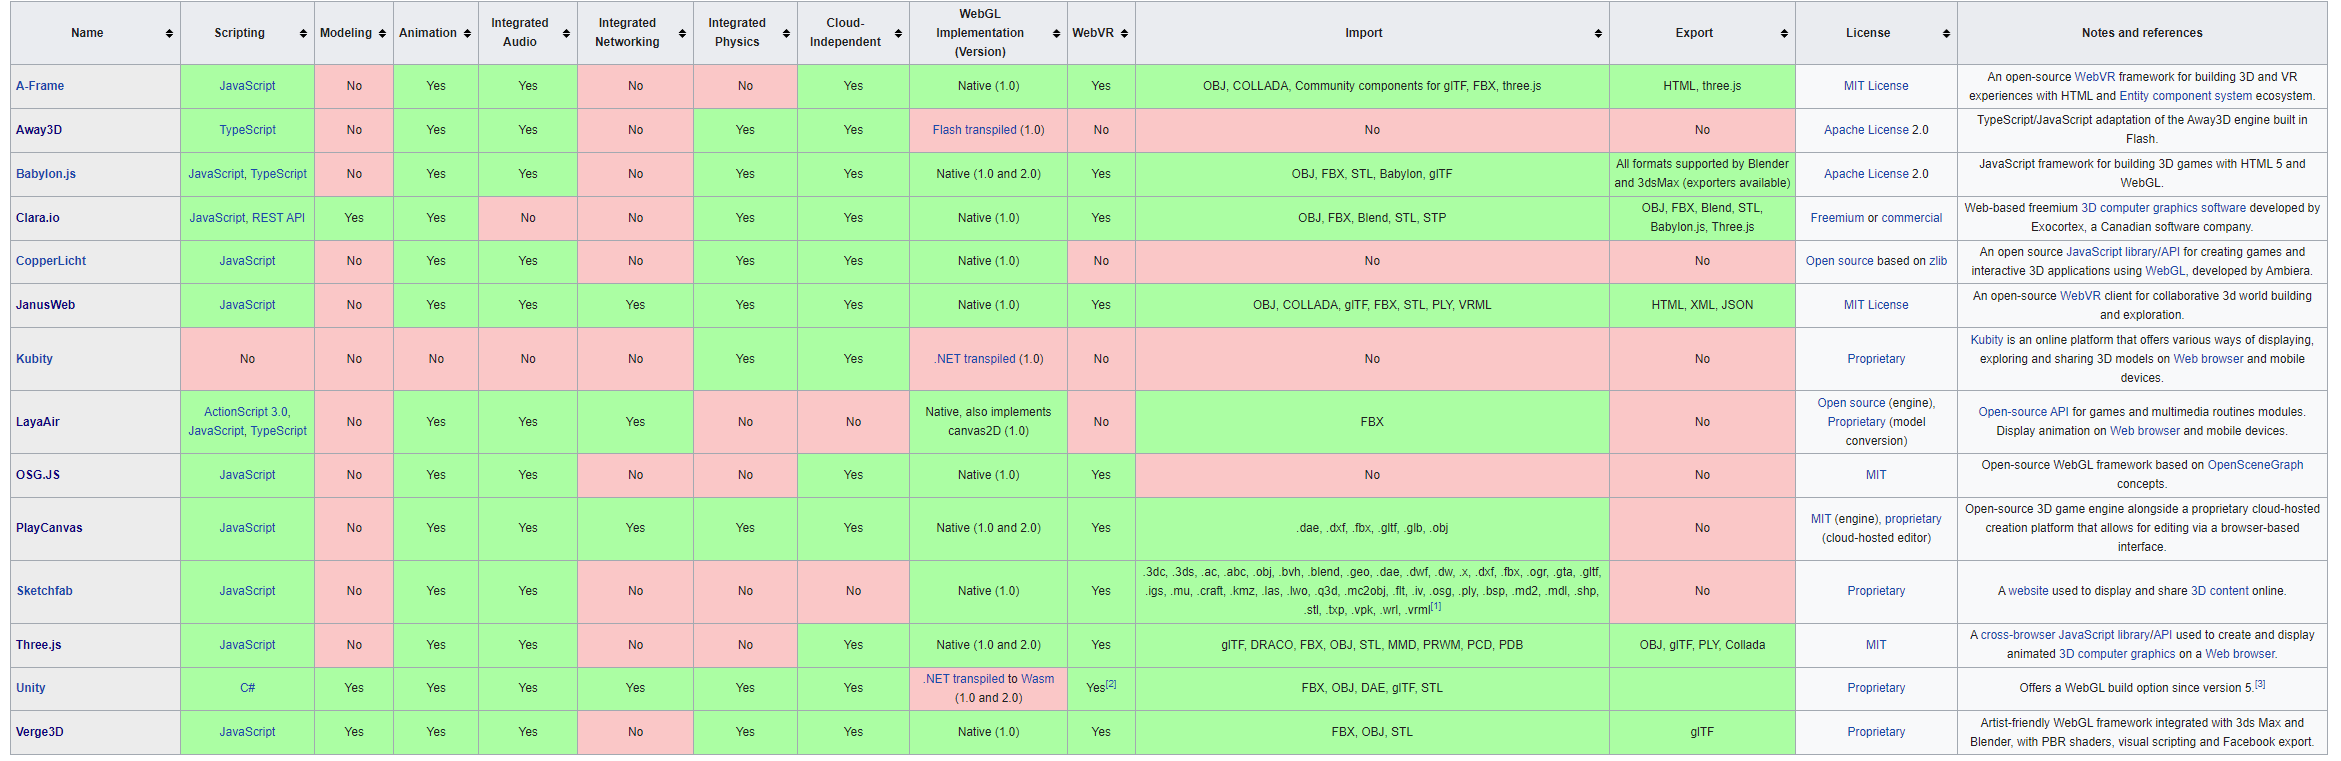 Name Scripting Modeling Animation Integrated Audio Integrated Networking Integrated Physics Cloud-Independent WebGL Implementation (Version) WebVR Import Export License Notes and references
A-Frame JavaScript No Yes Yes No No Yes Native (1.0) Yes OBJ, COLLADA, Community components for glTF, FBX, three.js HTML, three.js MIT License An open-source WebVR framework for building 3D and VR experiences with HTML and Entity component system ecosystem.
Away3D TypeScript No Yes Yes No Yes Yes Flash transpiled (1.0) No No No Apache License 2.0 TypeScript/JavaScript adaptation of the Away3D engine built in Flash.
Babylon.js JavaScript, TypeScript No Yes Yes No Yes Yes Native (1.0 and 2.0) Yes OBJ, FBX, STL, Babylon, glTF All formats supported by Blender and 3dsMax (exporters available) Apache License 2.0 JavaScript framework for building 3D games with HTML 5 and WebGL.
Clara.io JavaScript, REST API Yes Yes No No Yes Yes Native (1.0) Yes OBJ, FBX, Blend, STL, STP OBJ, FBX, Blend, STL, Babylon.js, Three.js Freemium or commercial Web-based freemium 3D computer graphics software developed by Exocortex, a Canadian software company.
CopperLicht JavaScript No Yes Yes No Yes Yes Native (1.0) No No No Open source based on zlib An open source JavaScript library/API for creating games and interactive 3D applications using WebGL, developed by Ambiera.
JanusWeb JavaScript No Yes Yes Yes Yes Yes Native (1.0) Yes OBJ, COLLADA, glTF, FBX, STL, PLY, VRML HTML, XML, JSON MIT License An open-source WebVR client for collaborative 3d world building and exploration.
Kubity No No No No No Yes Yes .NET transpiled (1.0) No No No Proprietary Kubity is an online platform that offers various ways of displaying, exploring and sharing 3D models on Web browser and mobile devices.
LayaAir ActionScript 3.0, JavaScript, TypeScript No Yes Yes Yes No No Native, also implements canvas2D (1.0) No FBX No Open source (engine), Proprietary (model conversion) Open-source API for games and multimedia routines modules. Display animation on Web browser and mobile devices.
OSG.JS JavaScript No Yes Yes No No Yes Native (1.0) Yes No No MIT Open-source WebGL framework based on OpenSceneGraph concepts.
PlayCanvas JavaScript No Yes Yes Yes Yes Yes Native (1.0 and 2.0) Yes .dae, .dxf, .fbx, .gltf, .glb, .obj No MIT (engine), proprietary (cloud-hosted editor) Open-source 3D game engine alongside a proprietary cloud-hosted creation platform that allows for editing via a browser-based interface.
Sketchfab JavaScript No Yes Yes No No No Native (1.0) Yes .3dc, .3ds, .ac, .abc, .obj, .bvh, .blend, .geo, .dae, .dwf, .dw, .x, .dxf, .fbx, .ogr, .gta, .gltf, .igs, .mu, .craft, .kmz, .las, .lwo, .q3d, .mc2obj, .flt, .iv, .osg, .ply, .bsp, .md2, .mdl, .shp, .stl, .txp, .vpk, .wrl, .vrml[1] No Proprietary A website used to display and share 3D content online.
Three.js JavaScript No Yes Yes No No Yes Native (1.0 and 2.0) Yes glTF, DRACO, FBX, OBJ, STL, MMD, PRWM, PCD, PDB OBJ, glTF, PLY, Collada MIT A cross-browser JavaScript library/API used to create and display animated 3D computer graphics on a Web browser.
Unity C# Yes Yes Yes Yes Yes Yes .NET transpiled to Wasm (1.0 and 2.0) Yes[2] FBX, OBJ, DAE, glTF, STL Proprietary Offers a WebGL build option since version 5.[3]
Verge3D JavaScript Yes Yes Yes No Yes Yes Native (1.0) Yes FBX, OBJ, STL glTF Proprietary Artist-friendly WebGL framework integrated with 3ds Max and Blender, with PBR shaders, visual scripting and Facebook export.